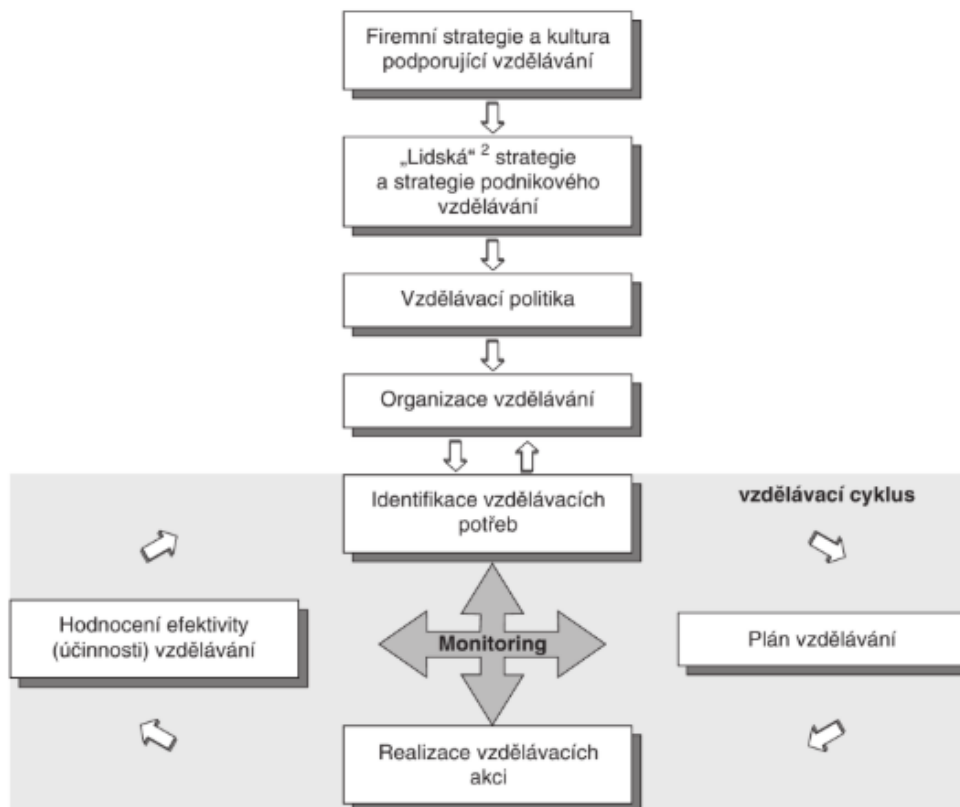 Firemní strategie a kultura
podporující vzdělávání
„Lidská“ ² strategie
a strategie podnikového
vzdělávání
Vzdělávací politika
Organizace vzdělávání
Identifikace vzdělávacích
potřeb
vzdělávací cyklus
Hodnocení efektivity
(účinnosti) vzdělávání
Monitoring
Plán vzdělávání
Realizace vzdělávacích
akci